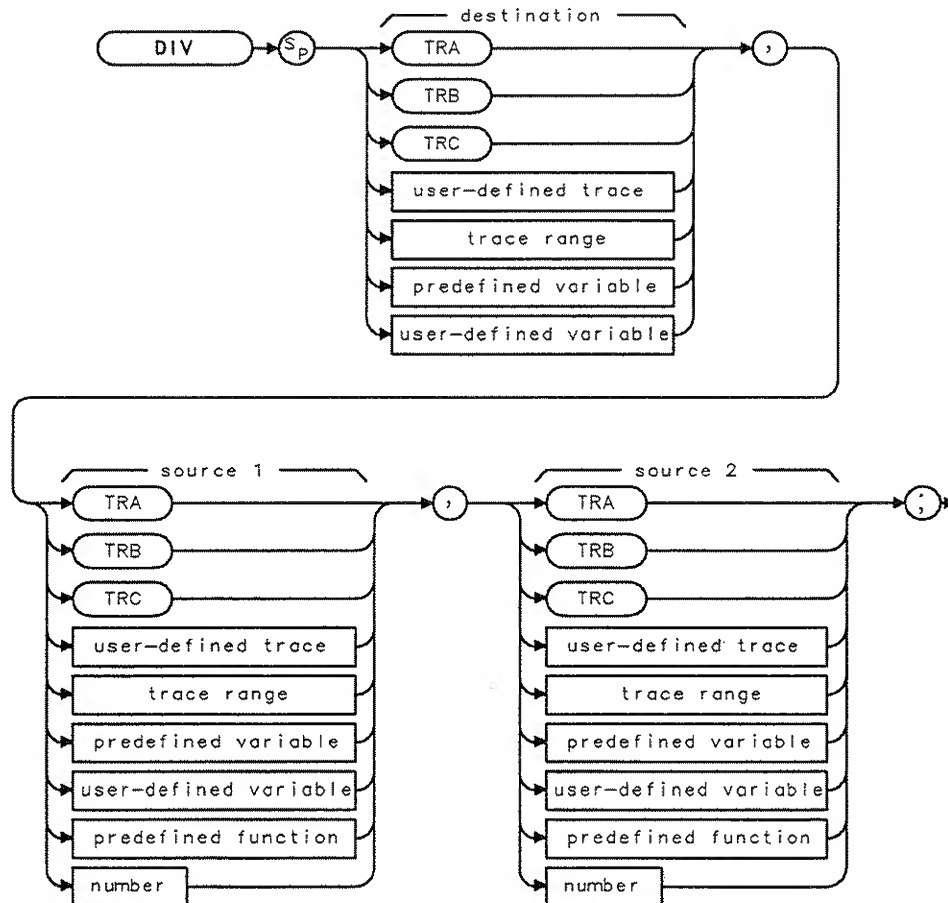 destination
DIV
SP
TRA
,
TRB
TRC
user-defined trace
trace range
predefined variable
user-defined variable
source 1
TRA
TRB
TRC
user-defined trace
trace range
predefined variable
user-defined variable
predefined function
number
,
source 2
TRA
TRB
TRC
user-defined trace
trace range
predefined variable
user-defined variable
predefined function
number
;